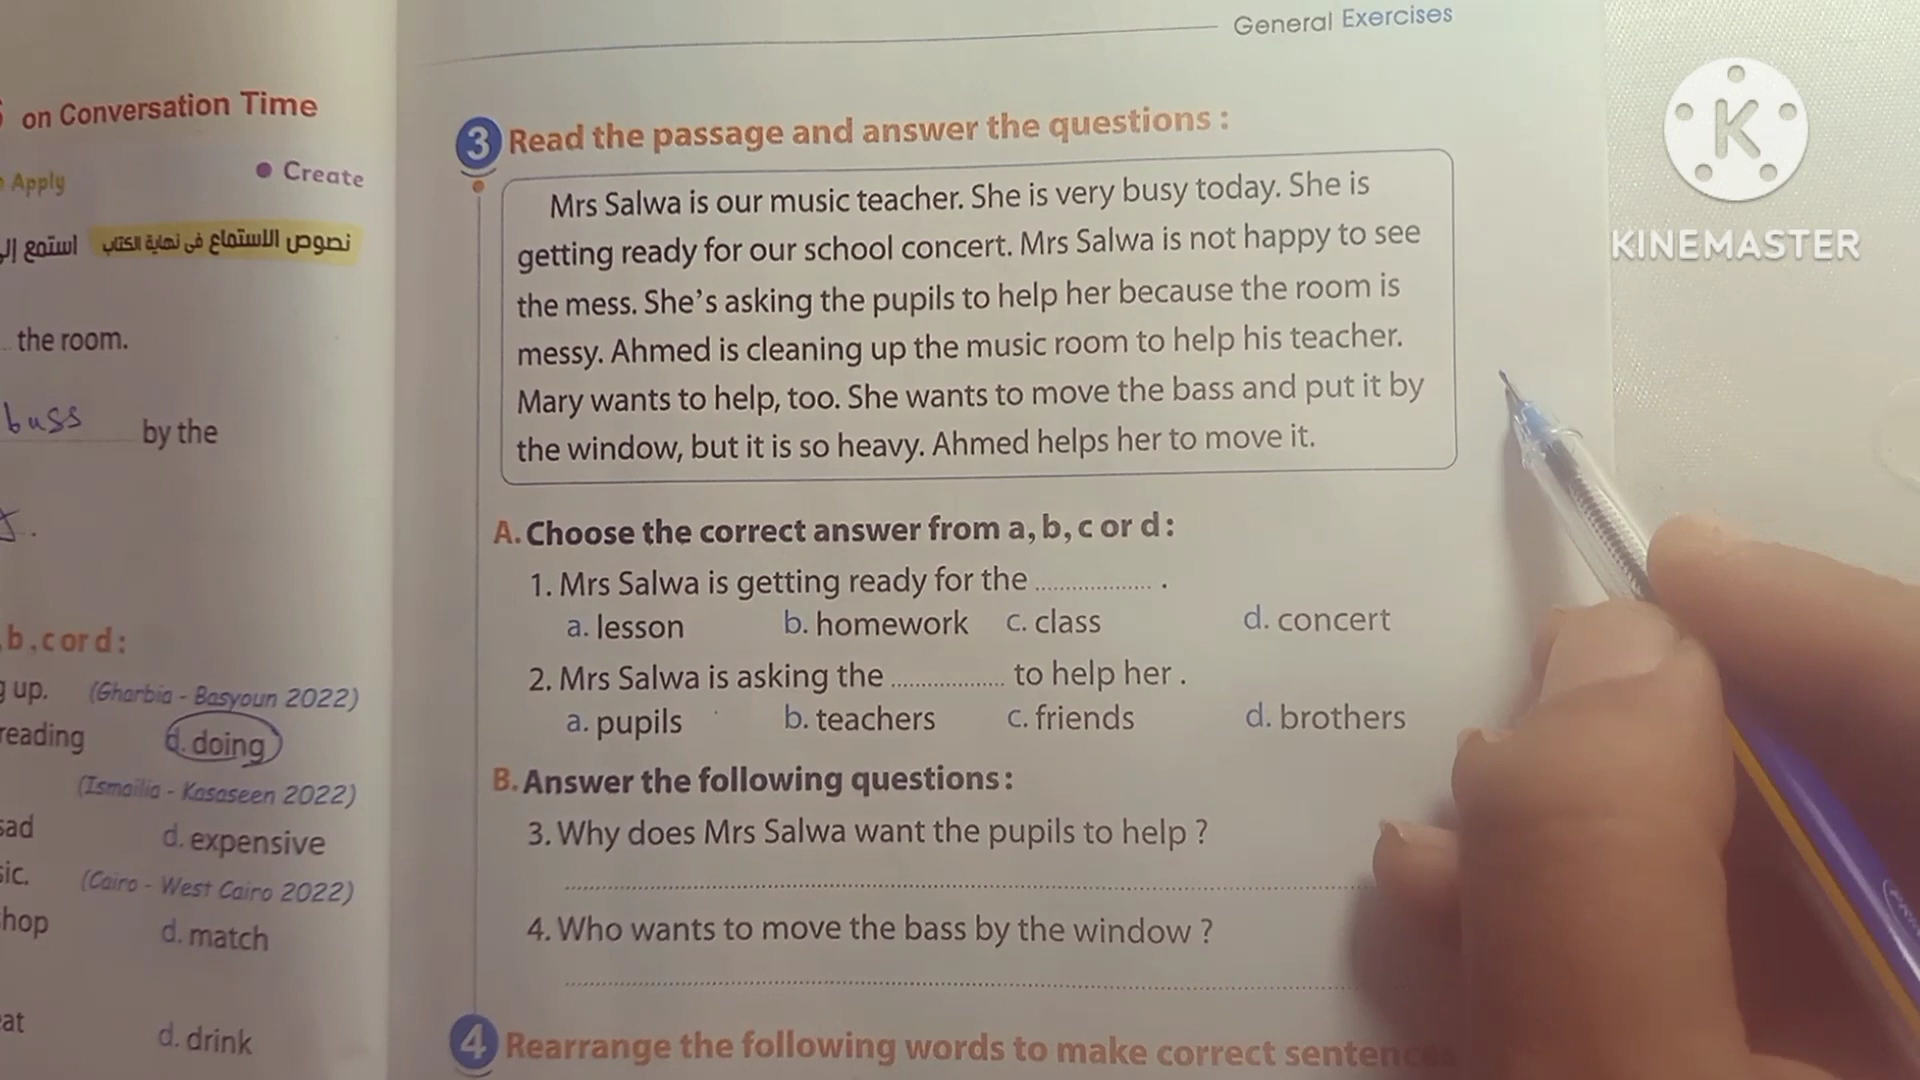 on Conversation Time
Apply
Create
استمع نصوص الاستماع فى نهاية الكتاب
the room.
buss by the
b, c or d:
up. (Gharbia - Basyoun 2022)
reading d. doing
(Ismailia - Kasaseen 2022)
sad d. expensive
(Cairo - West Cairo 2022)
d. match
d. drink
General Exercises
3 Read the passage and answer the questions :
Mrs Salwa is our music teacher. She is very busy today. She is
getting ready for our school concert. Mrs Salwa is not happy to see
the mess. She's asking the pupils to help her because the room is
messy. Ahmed is cleaning up the music room to help his teacher.
Mary wants to help, too. She wants to move the bass and put it by
the window, but it is so heavy. Ahmed helps her to move it.
A. Choose the correct answer from a, b, c or d :
1. Mrs Salwa is getting ready for the .................. .
a. lesson b. homework c. class d. concert
2. Mrs Salwa is asking the .................. to help her .
a. pupils b. teachers c. friends d. brothers
B. Answer the following questions :
3. Why does Mrs Salwa want the pupils to help ?
4. Who wants to move the bass by the window ?
4 Rearrange the following words to make correct
K
KINEMASTER